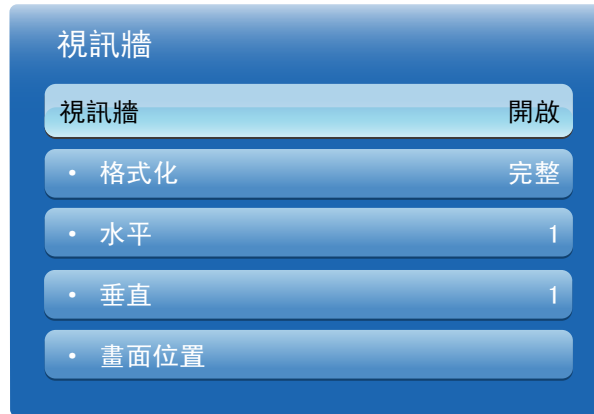 視訊牆
視訊牆 開啟
• 格式化 完整
• 水平 1
• 垂直 1
• 畫面位置